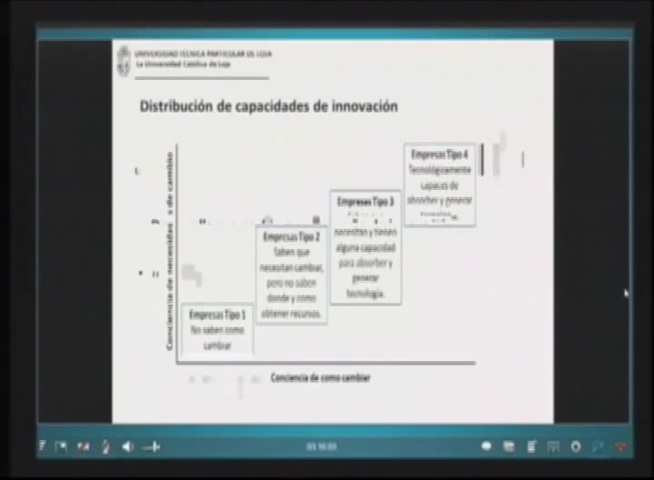 UNIVERSIDAD TÉCNICA PARTICULAR DE LOJA
La Universidad Católica de Loja
Distribución de capacidades de innovación
Empresas Tipo 4
Tecnológicamente
capaces de
absorber y generar
Empresas Tipo 3
necesitan y tienen
alguna capacidad
para absorber y
generar
tecnología.
Empresas Tipo 2
Saben que
necesitan cambiar,
pero no saben
donde y como
obtener recursos.
Empresas Tipo 1
No saben como
cambiar
Conciencia de de cambio
Conciencia de como cambiar